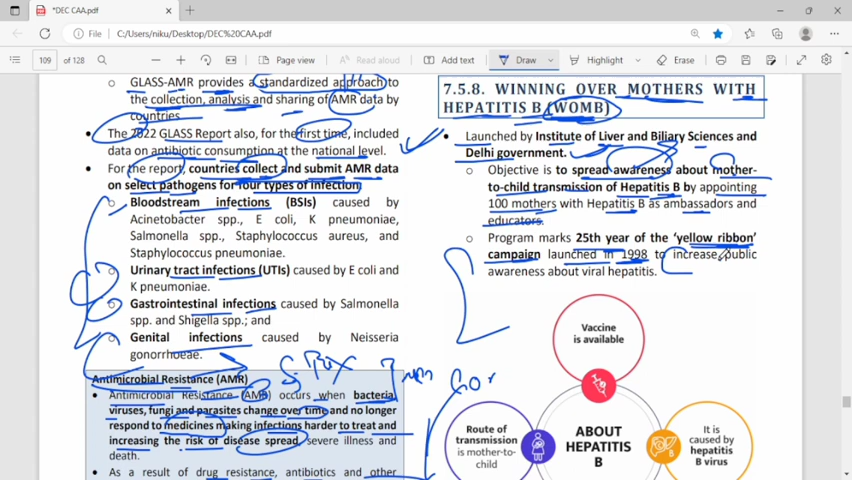 *DEC CAA.pdf
File
C:/Users/niku/Desktop/DEC%20CAA.pdf
109 of 128
Page view
Read aloud
Add text
Draw
Highlight
Erase
GLASS-AMR provides a standardized approach to
the collection, analysis and sharing of AMR data by
countries
The 2022 GLASS Report also, for the first time, included
data on antibiotic consumption at the national level.
For the report, countries collect and submit AMR data
on select pathogens for four types of infection
Bloodstream infections (BSIs) caused by
Acinetobacter spp., E coli, K pneumoniae,
Salmonella spp., Staphylococcus aureus, and
Staphylococcus pneumoniae.
Urinary tract infections (UTIs) caused by E coli and
K pneumoniae.
Gastrointestinal infections caused by Salmonella
spp. and Shigella spp.; and
Genital infections caused by Neisseria
gonorrhoeae.
Antimicrobial Resistance (AMR)
Antimicrobial Resistance (AMR) occurs when bacteria,
viruses, fungi and parasites change over time and no longer
respond to medicines making infections harder to treat and
increasing the risk of disease spread, severe illness and
death.
As a result of drug resistance, antibiotics and other
7.5.8. WINNING OVER MOTHERS WITH
HEPATITIS B (WOMB)
Launched by Institute of Liver and Biliary Sciences and
Delhi government.
Objective is to spread awareness about mother-
to-child transmission of Hepatitis B by appointing
100 mothers with Hepatitis B as ambassadors and
educators.
Program marks 25th year of the 'yellow ribbon'
campaign launched in 1998 to increase public
awareness about viral hepatitis.
Vaccine
is available
Route of
transmission
is mother-to-
child
ABOUT
HEPATITIS
B
It is
caused by
hepatitis
B virus